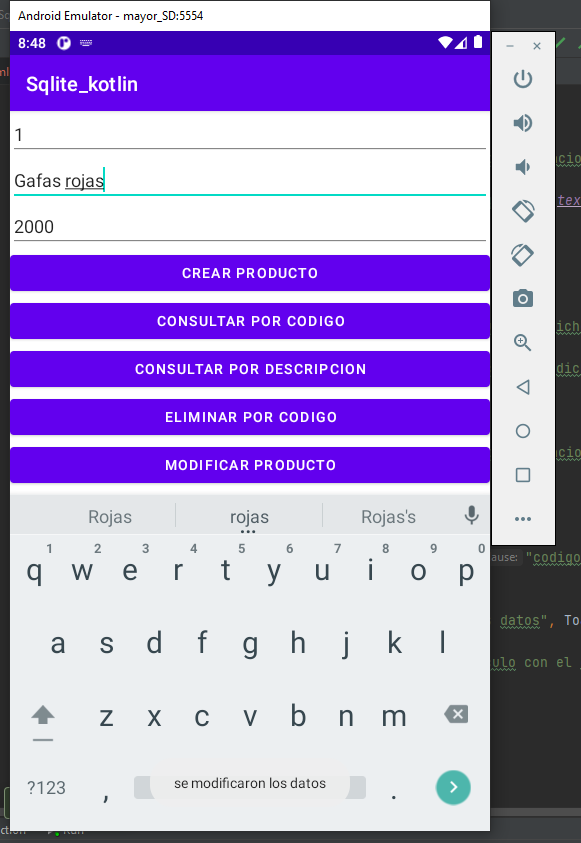 Android Emulator - mayor_SD:5554
8:48
Sqlite_kotlin
1
Gafas rojas
2000
CREAR PRODUCTO
CONSULTAR POR CODIGO
CONSULTAR POR DESCRIPCION
ELIMINAR POR CODIGO
MODIFICAR PRODUCTO
Rojas rojas Rojas's
1 2 3 4 5 6 7 8 9 0
q w e r t y u i o p
a s d f g h j k l
z x c v b n m
?123 , se modificaron los datos .
ause: "codigo
datos", To
ulo con el
Run